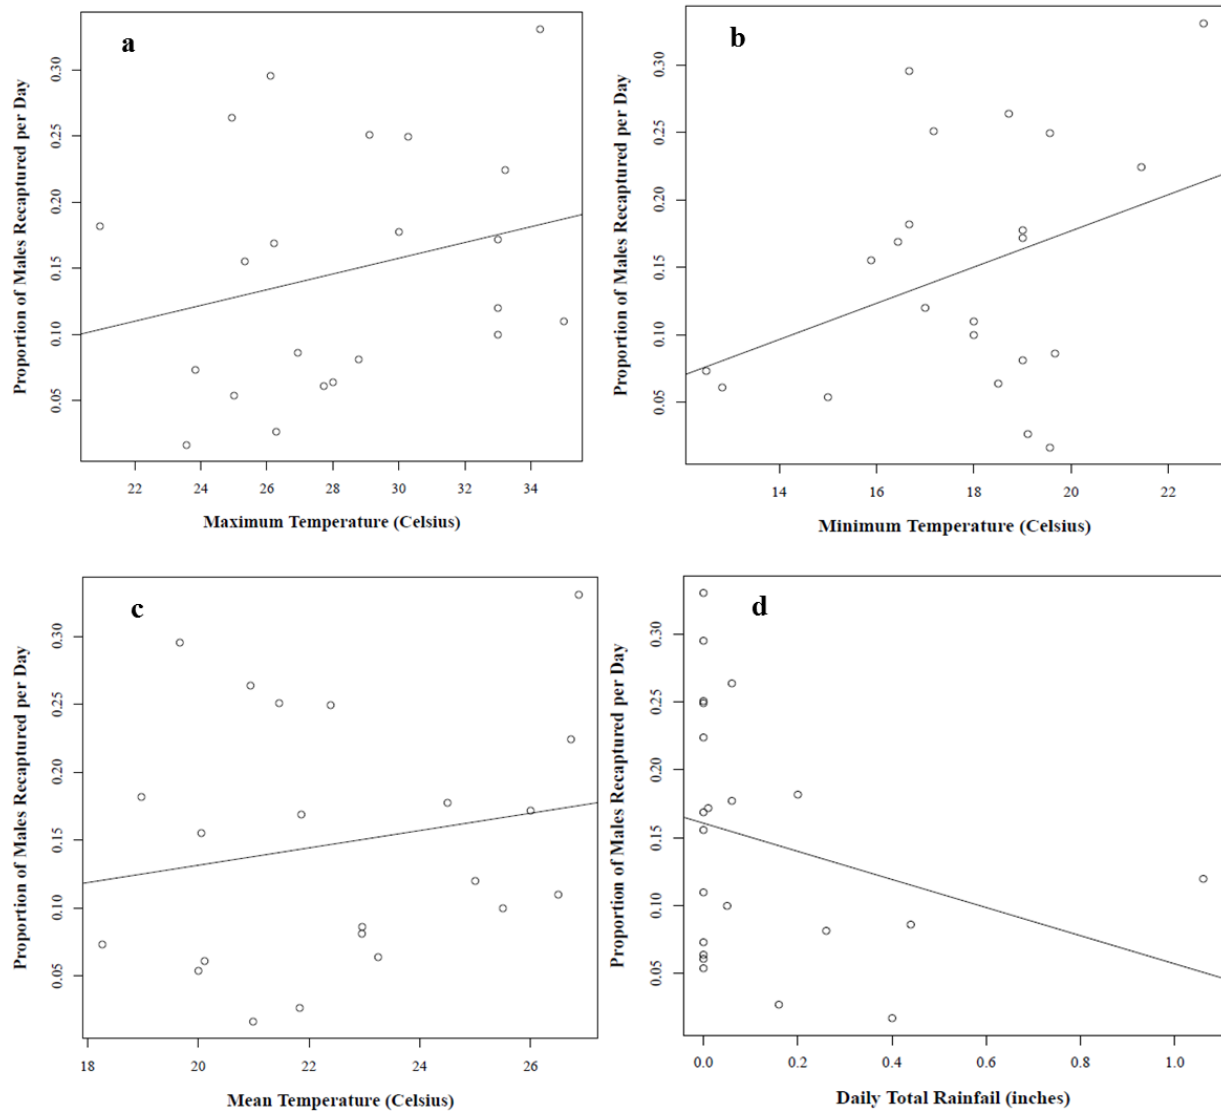 a
Proportion of Males Recaptured per Day
0.30
0.25
0.20
0.15
0.10
0.05
22 24 26 28 30 33 34
Maximum Temperature (Celsius)
b
Proportion of Males Recaptured per Day
0.30
0.25
0.20
0.15
0.10
0.05
14 16 18 20 22
Minimum Temperature (Celsius)
c
Proportion of Males Recaptured per Day
0.30
0.25
0.20
0.15
0.10
0.05
18 20 22 24 26
Mean Temperature (Celsius)
d
Proportion of Males Recaptured per Day
0.30
0.25
0.20
0.15
0.10
0.05
0.0 0.2 0.4 0.6 0.8 1.0
Daily Total Rainfail (inches)